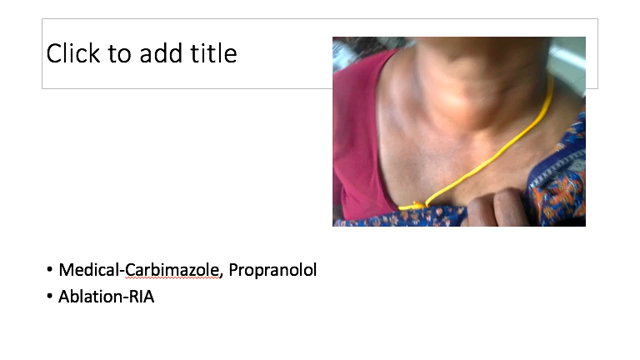 Click to add title
• Medical-Carbimazole, Propranolol
• Ablation-RIA